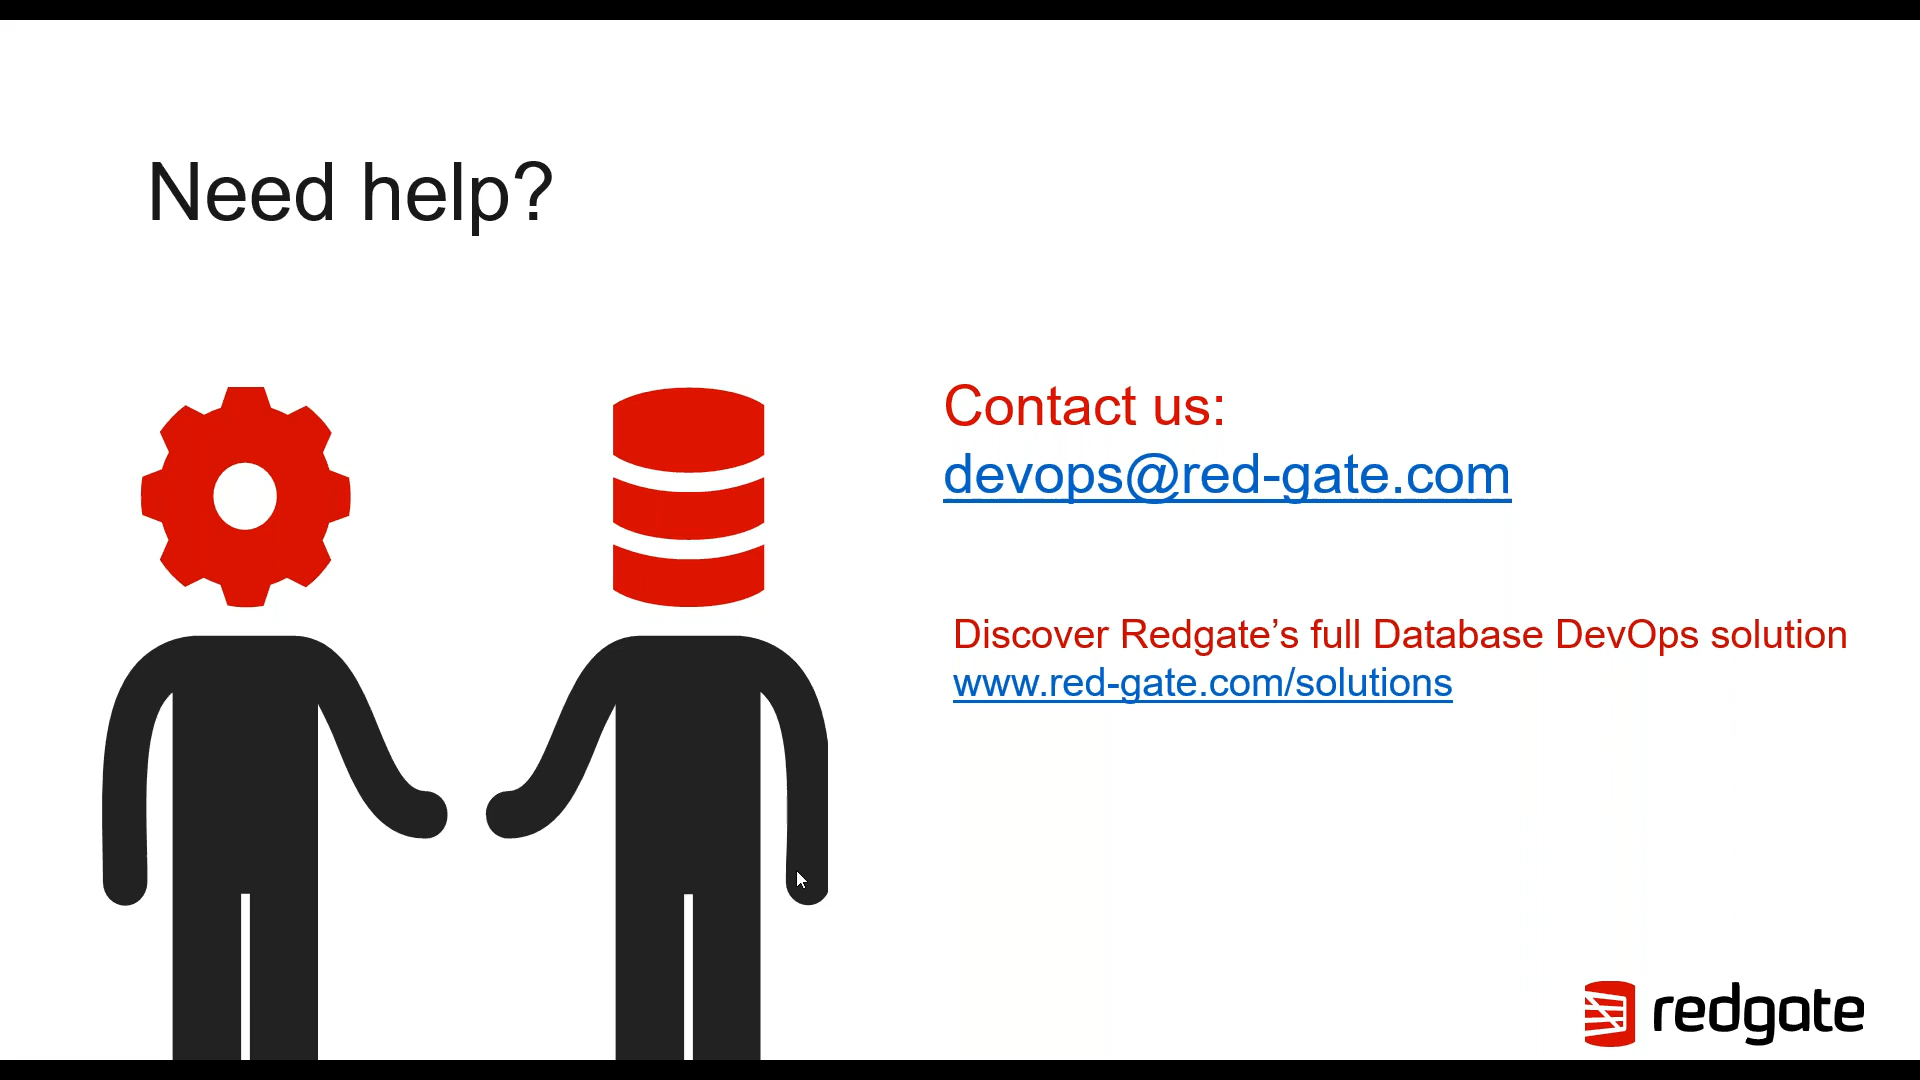 Need help?
Contact us:
devops@red-gate.com
Discover Redgate’s full Database DevOps solution
www.red-gate.com/solutions
redgate